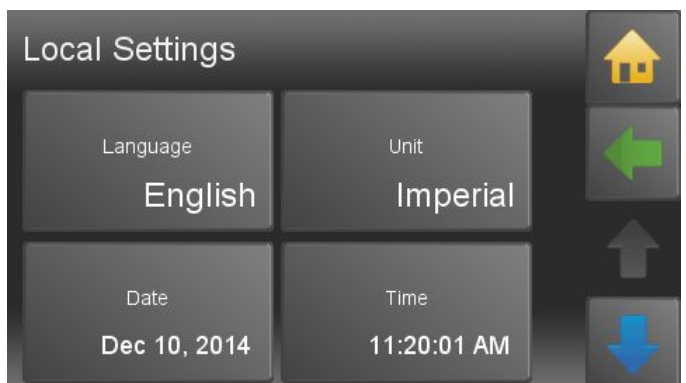 Local Settings
Language
English
Unit
Imperial
Date
Dec 10, 2014
Time
11:20:01 AM